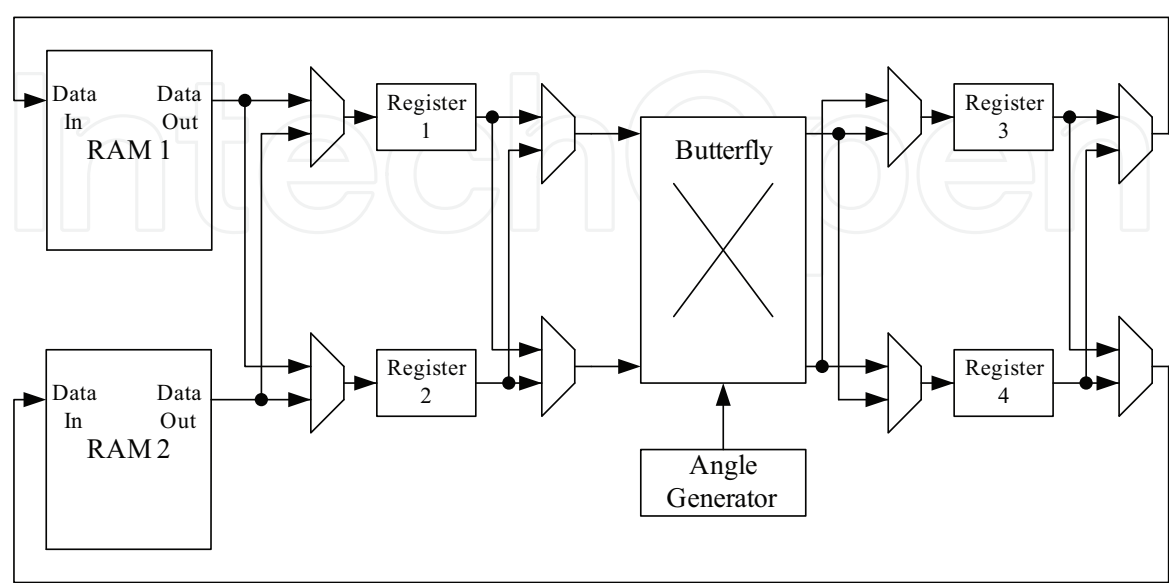 IntechOpen
Data
In
Data
Out
RAM 1
Register
1
Butterfly
Register
3
Data
In
Data
Out
RAM 2
Register
2
Register
4
Angle
Generator